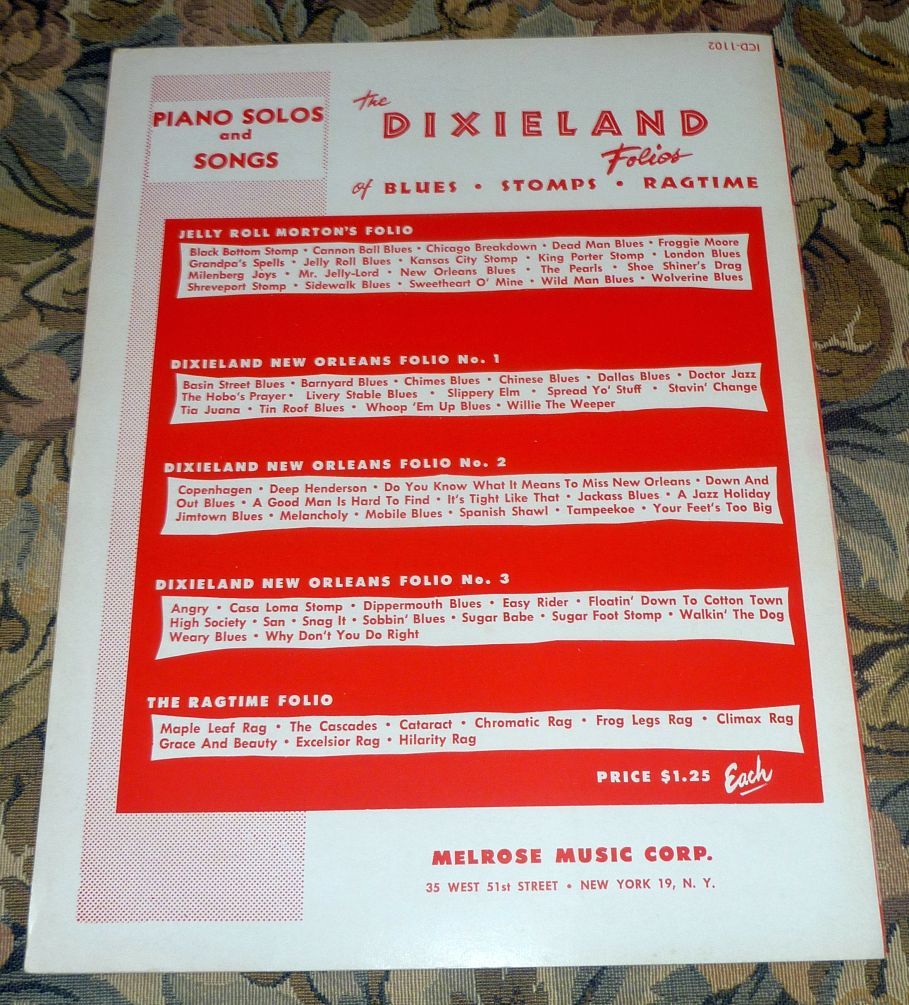 ICD-1102
PIANO SOLOS
and
SONGS
the
DIXIELAND
Folios
of BLUES • STOMPS • RAGTIME
JELLY ROLL MORTON'S FOLIO
Black Bottom Stomp • Cannon Ball Blues • Chicago Breakdown • Dead Man Blues • Froggie Moore
Grandpa's Spells • Jelly Roll Blues • Kansas City Stomp • King Porter Stomp • London Blues
Milenberg Joys • Mr. Jelly-Lord • New Orleans Blues • The Pearls • Shoe Shiner's Drag
Shreveport Stomp • Sidewalk Blues • Sweetheart O' Mine • Wild Man Blues • Wolverine Blues
DIXIELAND NEW ORLEANS FOLIO No. 1
Basin Street Blues • Barnyard Blues • Chimes Blues • Chinese Blues • Dallas Blues • Doctor Jazz
The Hobo's Prayer • Livery Stable Blues • Slippery Elm • Spread Yo' Stuff • Stavin' Change
Tia Juana • Tin Roof Blues • Whoop 'Em Up Blues • Willie The Weeper
DIXIELAND NEW ORLEANS FOLIO No. 2
Copenhagen • Deep Henderson • Do You Know What It Means To Miss New Orleans • Down And
Out Blues • A Good Man Is Hard To Find • It's Tight Like That • Jackass Blues • A Jazz Holiday
Jimtown Blues • Melancholy • Mobile Blues • Spanish Shawl • Tampeekoe • Your Feet's Too Big
DIXIELAND NEW ORLEANS FOLIO No. 3
Angry • Casa Loma Stomp • Dippermouth Blues • Easy Rider • Floatin' Down To Cotton Town
High Society • San • Snag It • Sobbin' Blues • Sugar Babe • Sugar Foot Stomp • Walkin' The Dog
Weary Blues • Why Don't You Do Right
THE RAGTIME FOLIO
Maple Leaf Rag • The Cascades • Cataract • Chromatic Rag • Frog Legs Rag • Climax Rag
Grace And Beauty • Excelsior Rag • Hilarity Rag
PRICE $1.25 Each
MELROSE MUSIC CORP.
35 WEST 51st STREET • NEW YORK 19, N. Y.